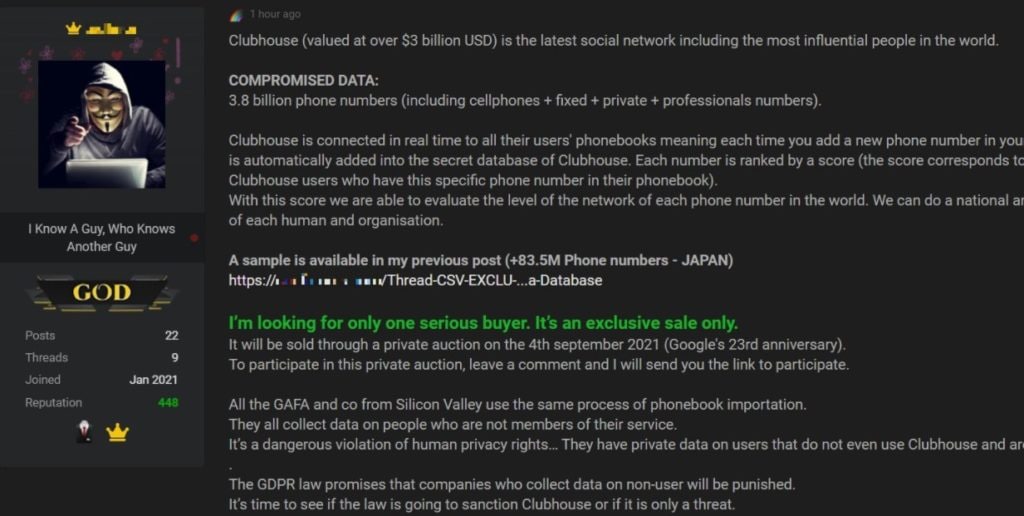 1 hour ago
Clubhouse (valued at over $3 billion USD) is the latest social network including the most influential people in the world.
COMPROMISED DATA:
3.8 billion phone numbers (including cellphones + fixed + private + professionals numbers).
Clubhouse is connected in real time to all their users' phonebooks meaning each time you add a new phone number in you
is automatically added into the secret database of Clubhouse. Each number is ranked by a score (the score corresponds to
Clubhouse users who have this specific phone number in their phonebook).
With this score we are able to evaluate the level of the network of each phone number in the world. We can do a national a
of each human and organisation.
A sample is available in my previous post (+83.5M Phone numbers - JAPAN)
https:// /Thread-CSV-EXCLU-...a-Database
I'm looking for only one serious buyer. It's an exclusive sale only.
It will be sold through a private auction on the 4th september 2021 (Google's 23rd anniversary).
To participate in this private auction, leave a comment and I will send you the link to participate.
All the GAFA and co from Silicon Valley use the same process of phonebook importation.
They all collect data on people who are not members of their service.
It's a dangerous violation of human privacy rights... They have private data on users that do not even use Clubhouse and ar
.
The GDPR law promises that companies who collect data on non-user will be punished.
It's time to see if the law is going to sanction Clubhouse or if it is only a threat.
I Know A Guy, Who Knows
Another Guy
GOD
Posts 22
Threads 9
Joined Jan 2021
Reputation 448